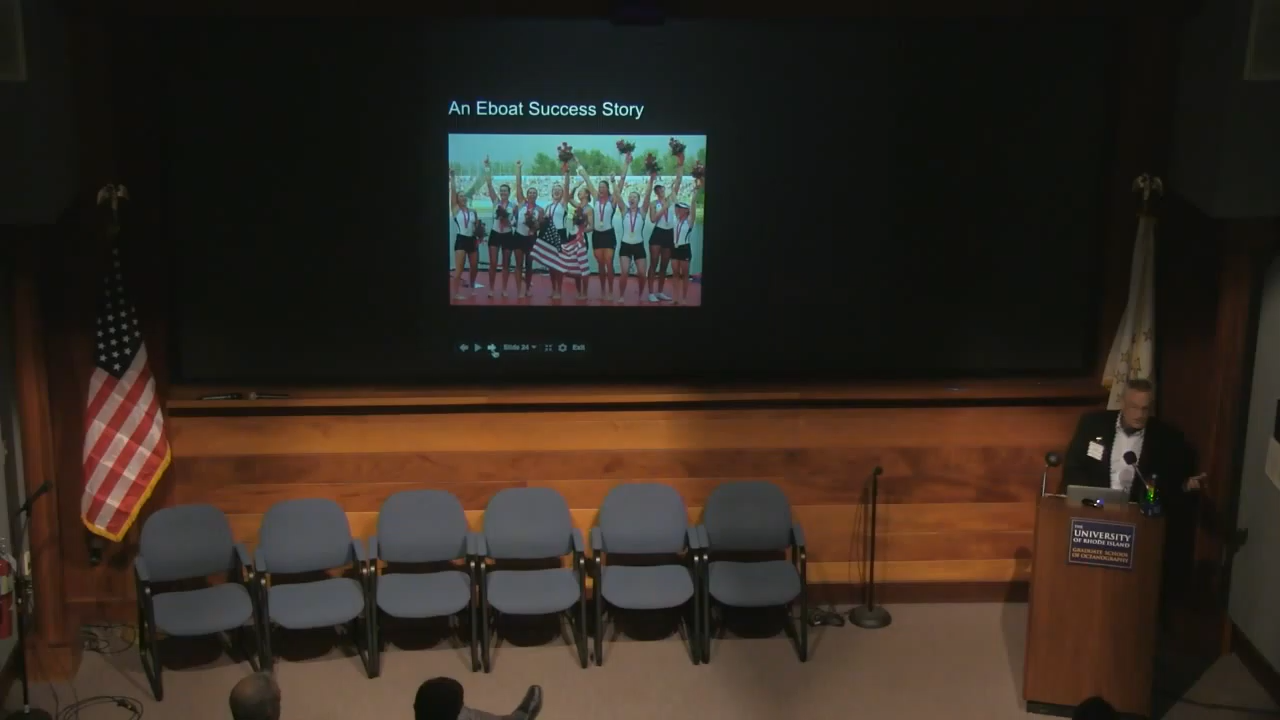 An Eboat Success Story
Slide 24
Exit
THE
UNIVERSITY
OF RHODE ISLAND
GRADUATE SCHOOL
OF OCEANOGRAPHY